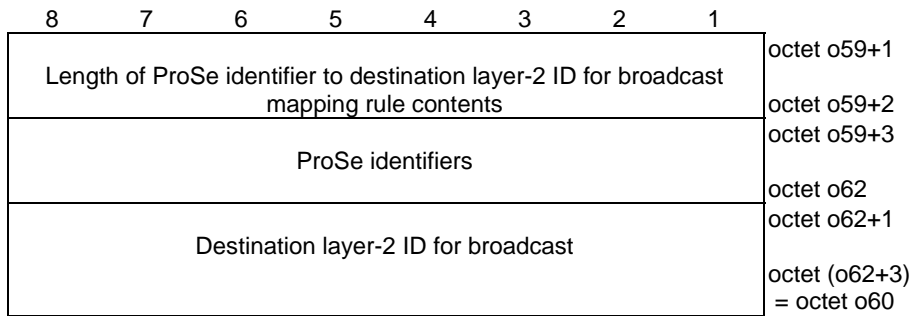 8 7 6 5 4 3 2 1
octet o59+1
Length of ProSe identifier to destination layer-2 ID for broadcast
mapping rule contents
octet o59+2
octet o59+3
ProSe identifiers
octet o62
octet o62+1
Destination layer-2 ID for broadcast
octet (o62+3)
= octet o60